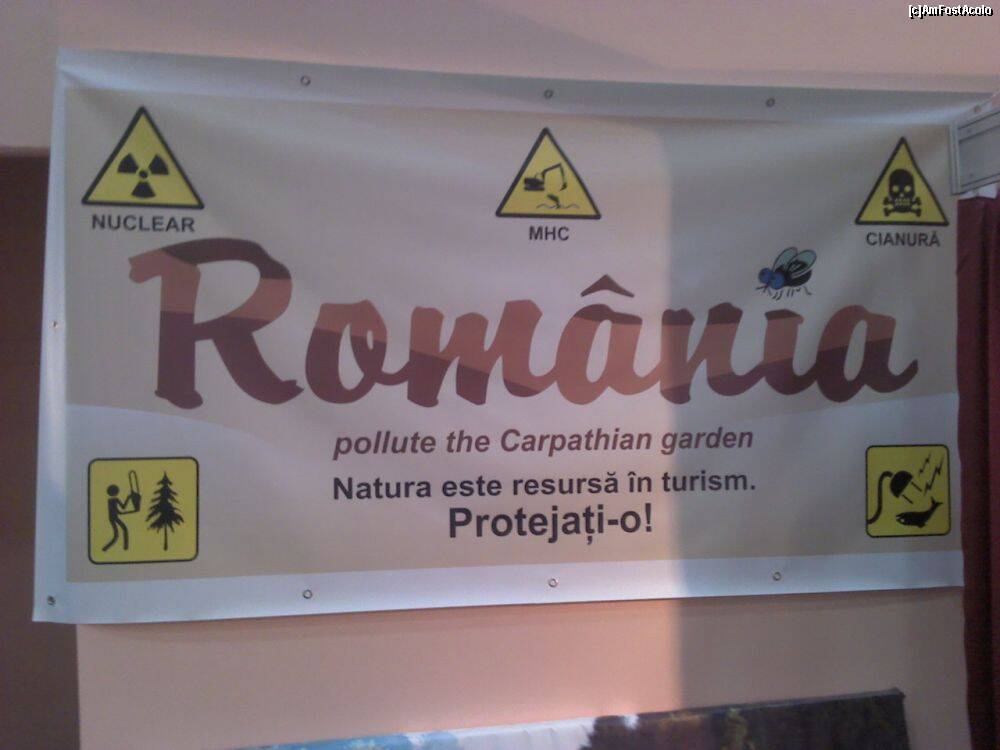 [c]AmFostAcolo
NUCLEAR
MHC
CIANURĂ
România
pollute the Carpathian garden
Natura este resursă în turism.
Protejați-o!